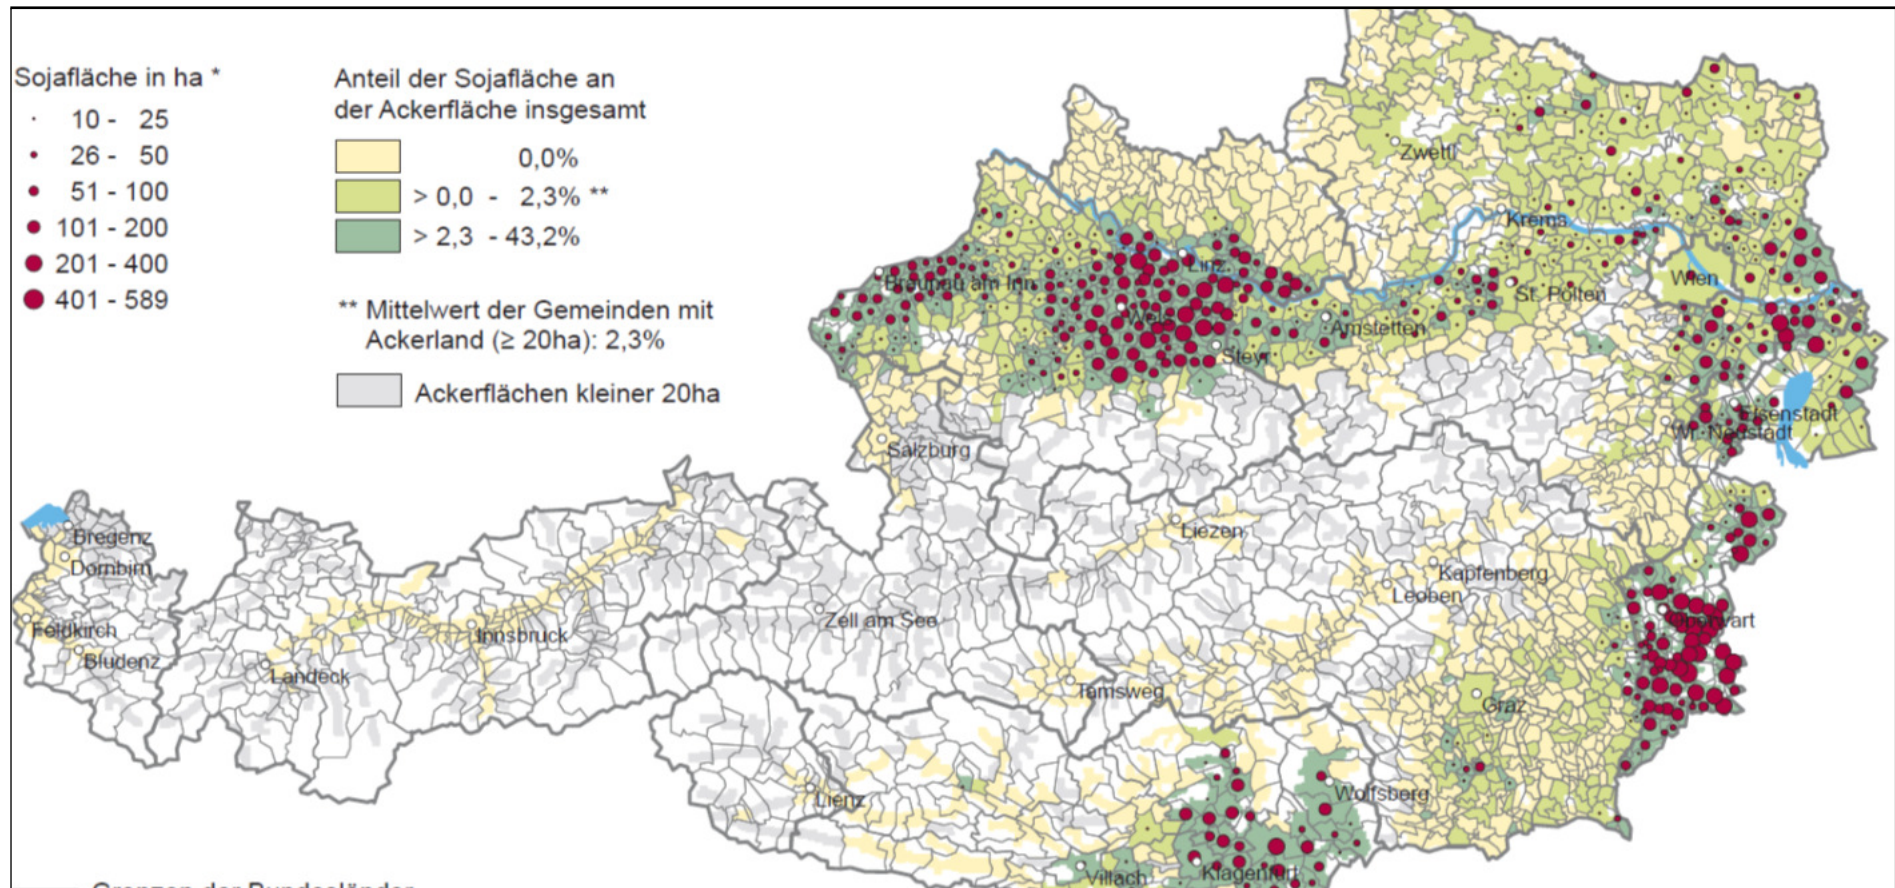 Sojafläche in ha *
10 - 25
26 - 50
51 - 100
101 - 200
201 - 400
401 - 589
Anteil der Sojafläche an
der Ackerfläche insgesamt
0,0%
> 0,0 - 2,3% **
> 2,3 - 43,2%
** Mittelwert der Gemeinden mit
Ackerland (≥ 20ha): 2,3%
Ackerflächen kleiner 20ha
Zwettl
Krems
Linz
Wien
Braunau am Inn
St. Pölten
Wels
Amstetten
Steyr
Eisenstadt
Wr. Neustadt
Salzburg
Liezen
Bregenz
Dornbirn
Kapfenberg
Leoben
Zell am See
Oberwart
Feldkirch
Innsbruck
Bludenz
Landeck
Tamsweg
Graz
Lienz
Wolfsberg
Klagenfurt
Villach
Grenzen der Bundesländer